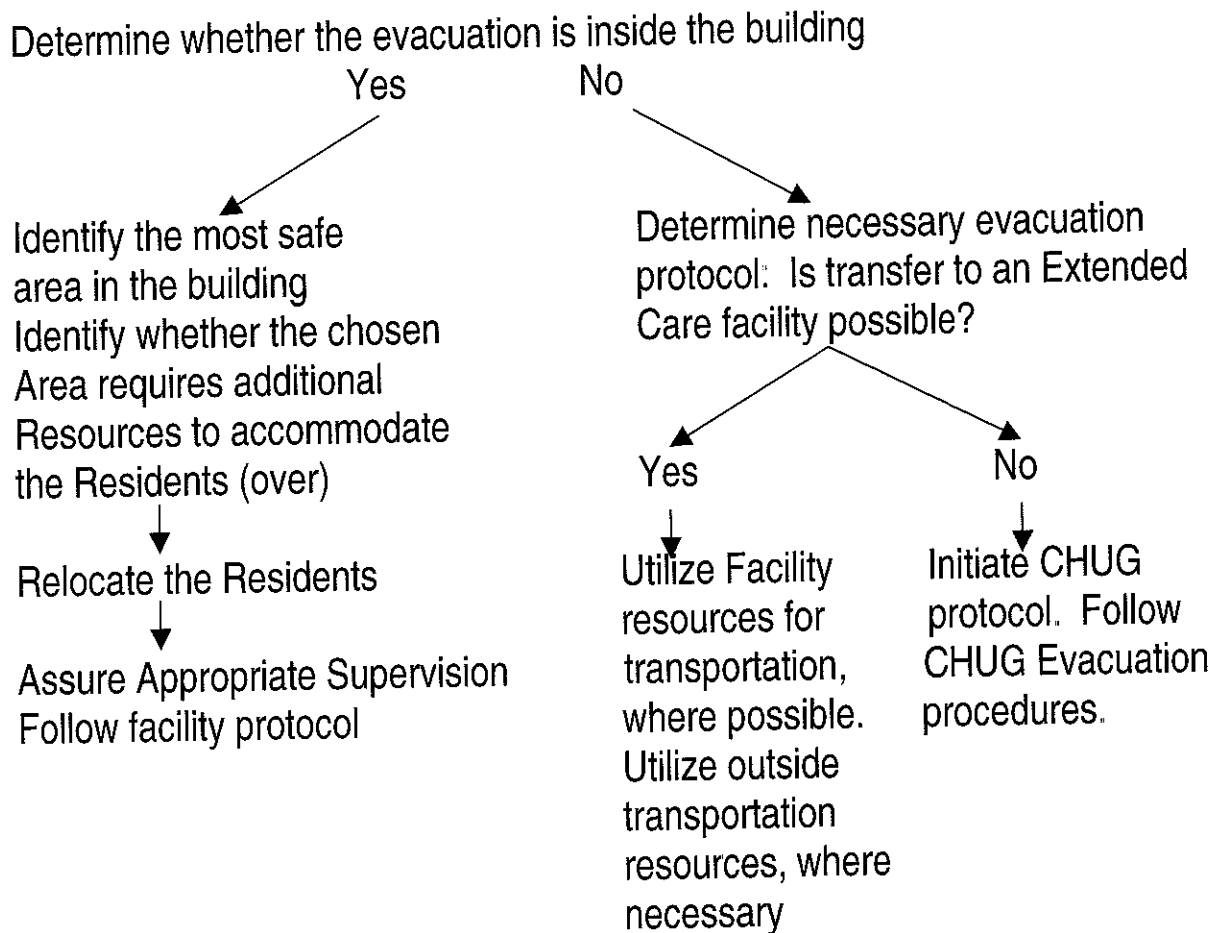 Determine whether the evacuation is inside the building
Yes No
Identify the most safe
area in the building
Identify whether the chosen
Area requires additional
Resources to accommodate
the Residents (over)
Relocate the Residents
Assure Appropriate Supervision
Follow facility protocol
Determine necessary evacuation
protocol: Is transfer to an Extended
Care facility possible?
Yes
Utilize Facility
resources for
transportation,
where possible.
Utilize outside
transportation
resources, where
necessary
No
Initiate CHUG
protocol. Follow
CHUG Evacuation
procedures.